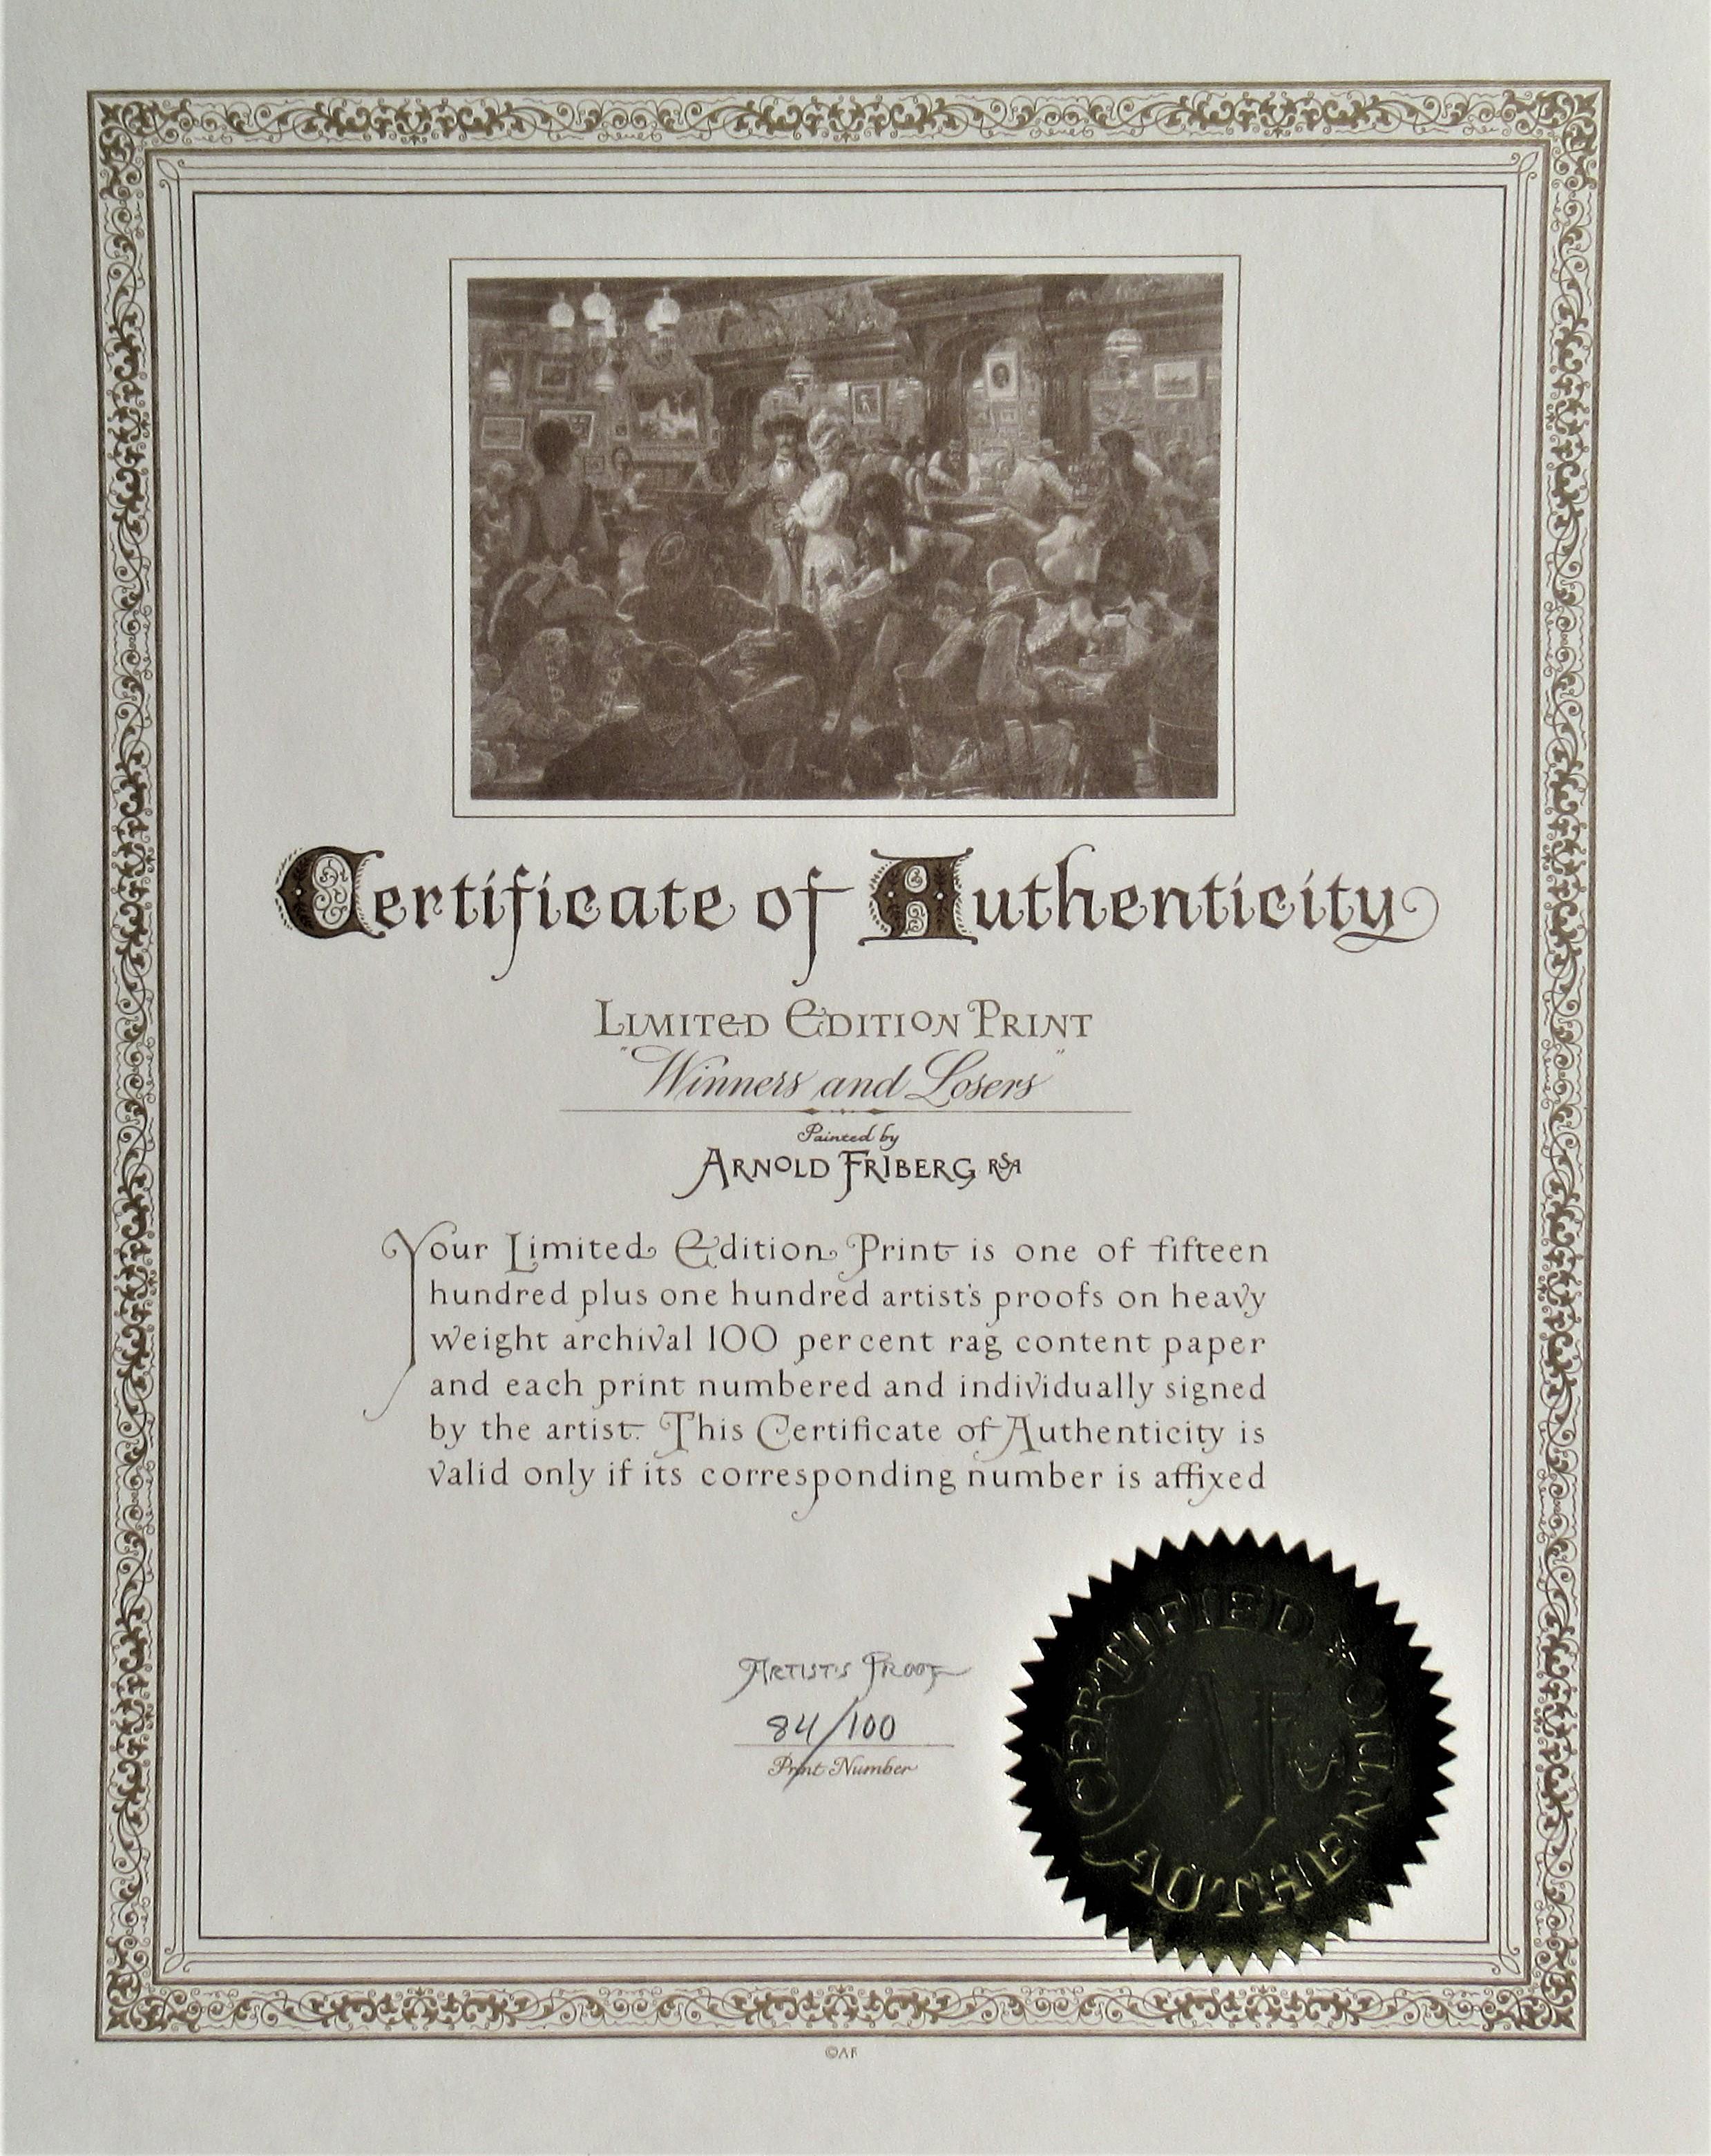 Certificate of Authenticity
LIMITED EDITION PRINT
"Winners and Losers"
Painted by
ARNOLD FRIBERG RSA
Your Limited Edition Print is one of fifteen
hundred plus one hundred artist's proofs on heavy
weight archival 100 per cent rag content paper
and each print numbered and individually signed
by the artist. This Certificate of Authenticity is
valid only if its corresponding number is affixed
ARTIST'S PROOF
84/100
Print Number
CERTIFIED ★ AUTHENTIC
©AF